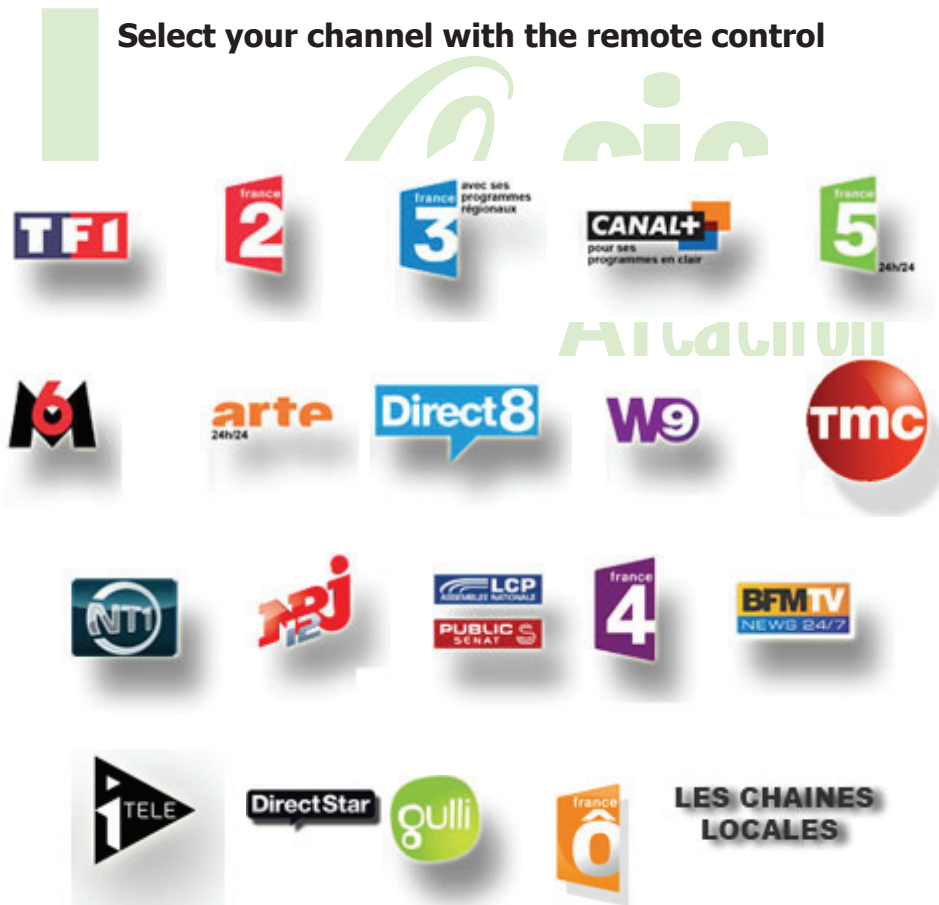 Select your channel with the remote control
TF1
france
2
france
3
avec ses
programmes
régionaux
CANAL+
pour ses
programmes en clair
france
5
24h/24
Arcachon
M6
arte
24h/24
Direct8
W9
TMC
NT1
NRJ
12
LCP
ASSEMBLEE NATIONALE
PUBLIC S
SENAT
france
4
BFMTV
NEWS 24/7
iTELE
DirectStar
gulli
france
Ô
LES CHAINES
LOCALES